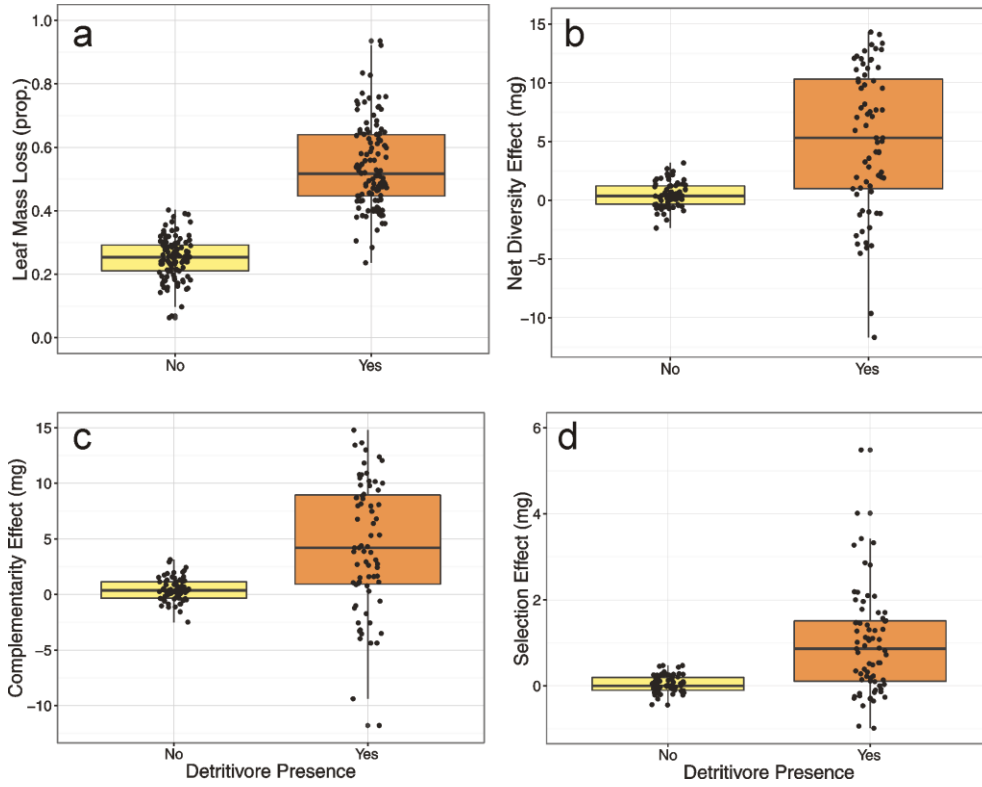 a
Leaf Mass Loss (prop.)
1.0
0.8
0.6
0.4
0.2
0.0
No Yes
b
Net Diversity Effect (mg)
15
10
5
0
−5
−10
No Yes
c
Complementarity Effect (mg)
15
10
5
0
−5
−10
No Yes
Detritivore Presence
d
Selection Effect (mg)
6
4
2
0
No Yes
Detritivore Presence